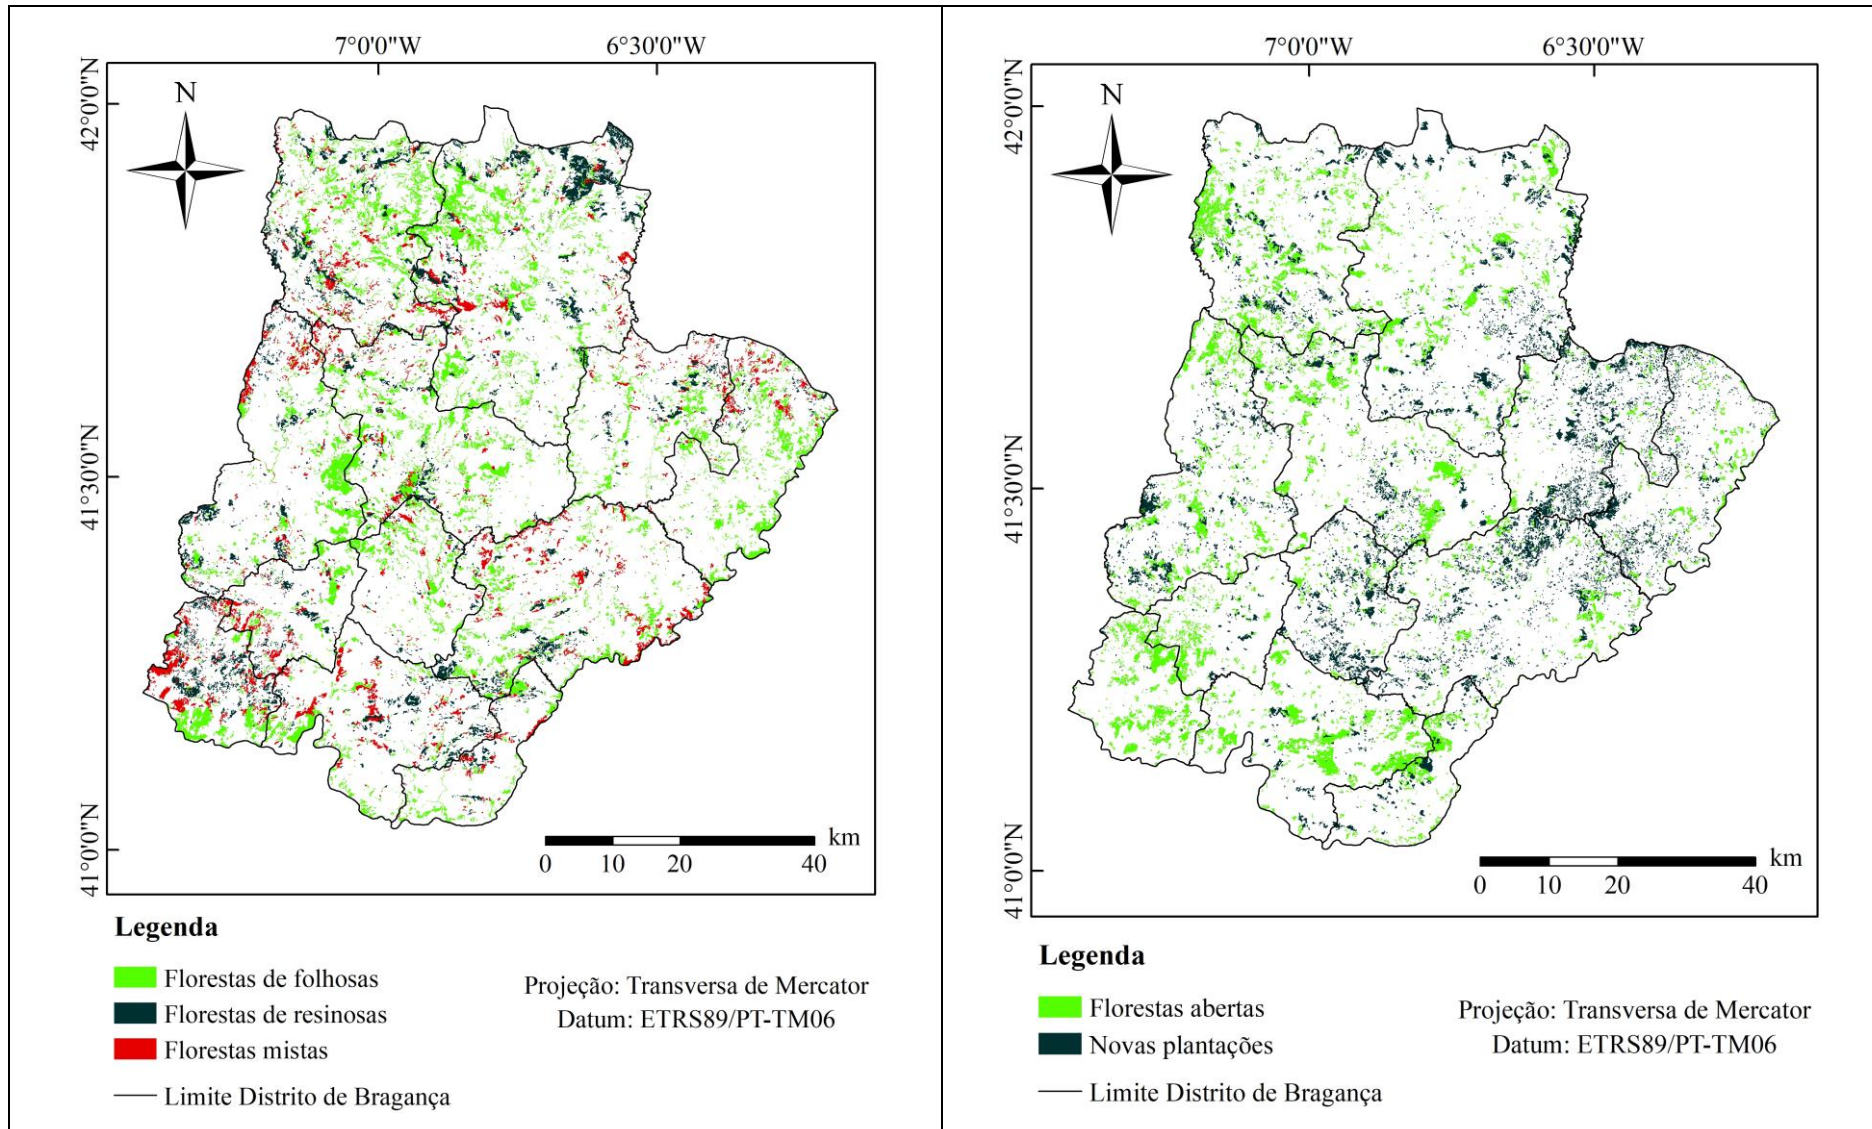 7°0'0"W 6°30'0"W
42°0'0"N
N
41°30'0"N
41°0'0"N
km
0 10 20 40
Legenda
Florestas de folhosas
Florestas de resinosas
Florestas mistas
Limite Distrito de Bragança
Projeção: Transversa de Mercator
Datum: ETRS89/PT-TM06
7°0'0"W 6°30'0"W
42°0'0"N
N
41°30'0"N
41°0'0"N
km
0 10 20 40
Legenda
Florestas abertas
Novas plantações
Limite Distrito de Bragança
Projeção: Transversa de Mercator
Datum: ETRS89/PT-TM06